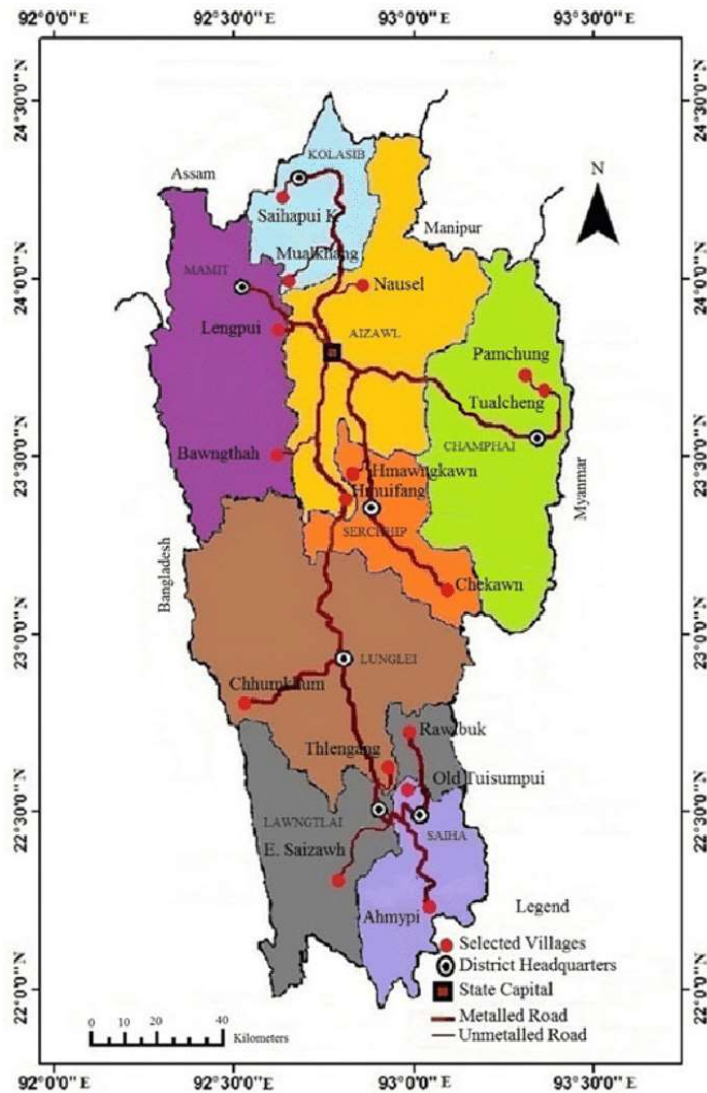 92°0'0" E
92°30'0"E
93°0'0" E
93°30'0"E
24°30'0"N
24°0'0"N
23°30'0"N
23°0'0"N
22°30'0"N
22°0'0"N
KOLASIB
Assam
N
Saihapui K
Manipur
Mualkhang
MAMIT
Nausel
Lengpui
AIZAWL
Pamchung
Tualcheng
CHAMPHAI
Bawngthah
Hmawngkawn
Hmuifang
Myanmar
SERCHHIP
Chekawn
Bangladesh
LUNGLEI
Chhumkhum
Rawlbuk
Thlengang
Old Tuisumpui
LAWNGTLAI
SAIHA
E. Saizawh
Ahmypi
Legend
Selected Villages
District Headquarters
State Capital
Metalled Road
Unmetalled Road
0 10 20 40
Kilometers
24°30'0"N
24°0'0"N
23°30'0"N
23°0'0"N
22°30'0"N
22°0'0"N
92°0'0" E
92°30'0" E
93°0'0" E
93°30'0" E